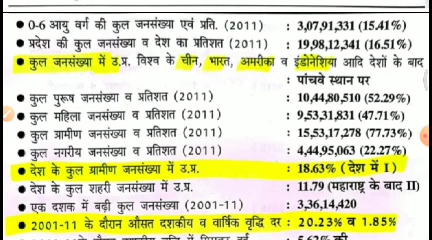 • 0-6 आयु वर्ग की कुल जनसंख्या एवं प्रति. (2011) : 3,07,91,331 (15.41%)
• प्रदेश की कुल जनसंख्या व देश का प्रतिशत (2011) : 19,98,12,341 (16.51%)
• कुल जनसंख्या में उ.प्र. विश्व के चीन, भारत, अमरीका व इंडोनेशिया आदि देशों के बाद
: पांचवे स्थान पर
• कुल पुरूष जनसंख्या व प्रतिशत (2011) : 10,44,80,510 (52.29%)
• कुल महिला जनसंख्या व प्रतिशत (2011) : 9,53,31,831 (47.71%)
• कुल ग्रामीण जनसंख्या व प्रतिशत (2011) : 15,53,17,278 (77.73%)
• कुल नगरीय जनसंख्या व प्रतिशत (2011) : 4,44,95,063 (22.27%)
• देश के कुल ग्रामीण जनसंख्या में उ.प्र. : 18.63% (देश में I)
• देश के कुल शहरी जनसंख्या में उ.प्र. : 11.79 (महाराष्ट्र के बाद II)
• एक दशक में बढ़ी कुल जनसंख्या (2001-11) : 3,36,14,420
• 2001-11 के दौरान औसत दशकीय व वार्षिक वृद्धि दर : 20.23% व 1.85%